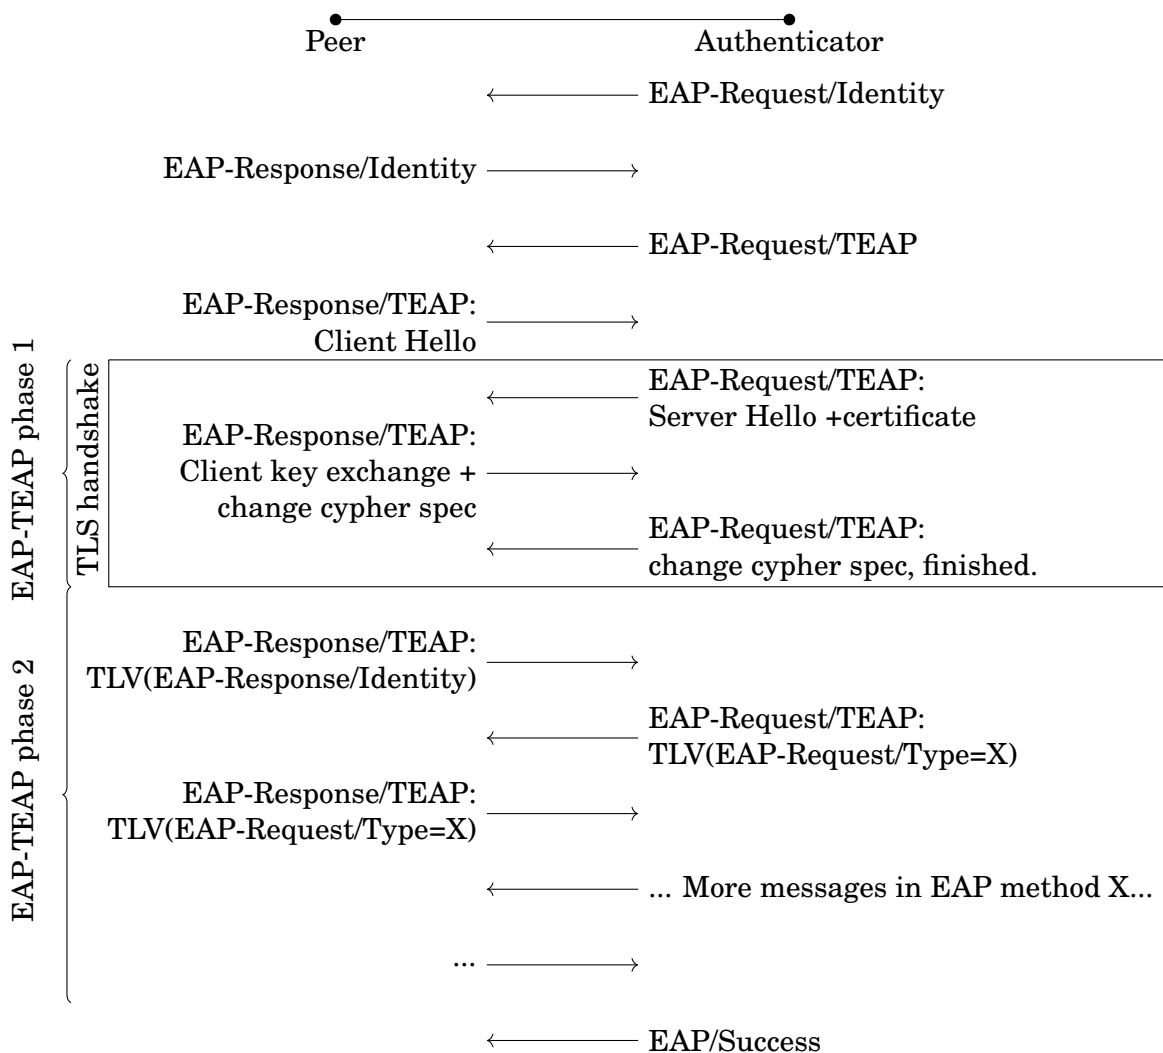 Peer
Authenticator
EAP-Request/Identity
EAP-Response/Identity
EAP-Request/TEAP
EAP-Response/TEAP:
Client Hello
EAP-TEAP phase 1
TLS handshake
EAP-Request/TEAP:
Server Hello +certificate
EAP-Response/TEAP:
Client key exchange +
change cypher spec
EAP-Request/TEAP:
change cypher spec, finished.
EAP-TEAP phase 2
EAP-Response/TEAP:
TLV(EAP-Response/Identity)
EAP-Request/TEAP:
TLV(EAP-Request/Type=X)
EAP-Response/TEAP:
TLV(EAP-Request/Type=X)
... More messages in EAP method X...
...
EAP/Success